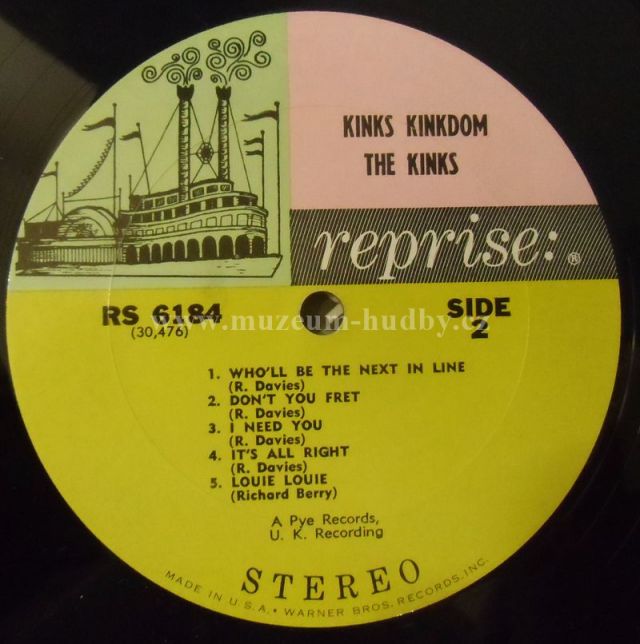 KINKS KINKDOM
THE KINKS
reprise: ®
RS 6184
(30,476)
SIDE
2
www.muzeum-hudby.cz
1. WHO'LL BE THE NEXT IN LINE
(R. Davies)
2. DON'T YOU FRET
(R. Davies)
3. I NEED YOU
(R. Davies)
4. IT'S ALL RIGHT
(R. Davies)
5. LOUIE LOUIE
(Richard Berry)
A Pye Records,
U. K. Recording
STEREO
MADE IN U.S.A. • WARNER BROS. RECORDS, INC.